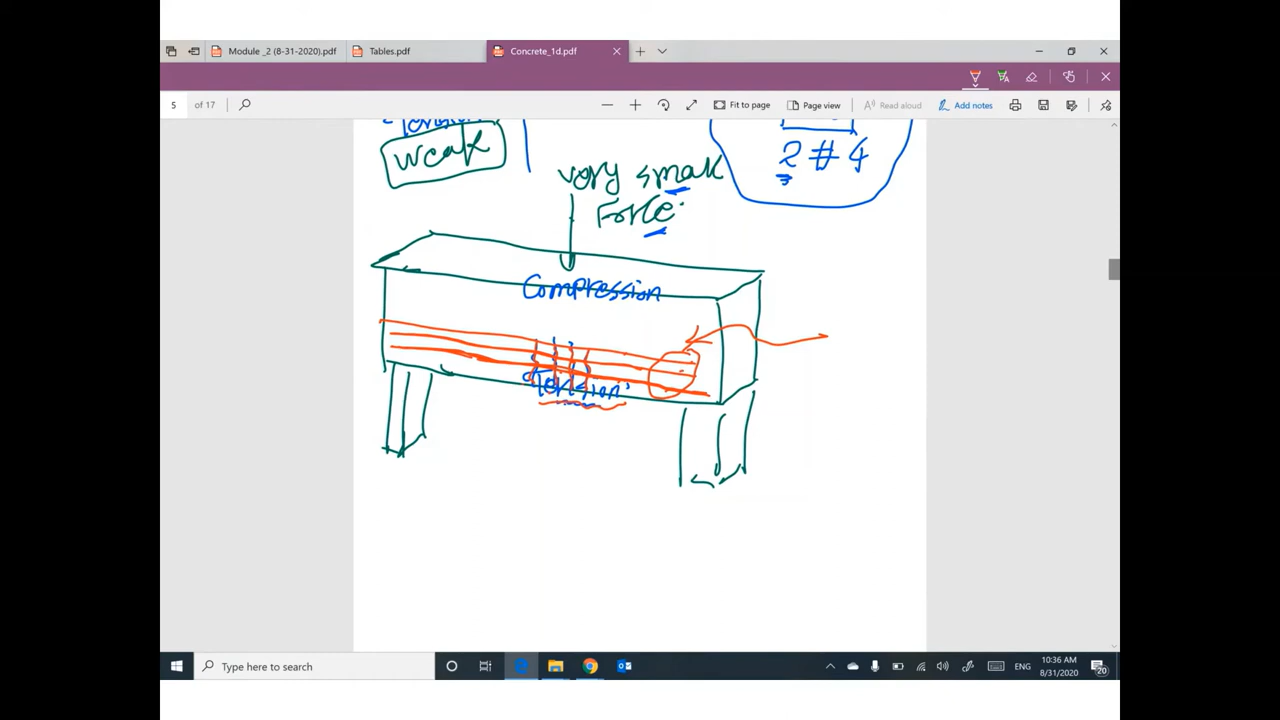 Module _2 (8-31-2020).pdf
Tables.pdf
Concrete_1d.pdf
5 of 17
Fit to page
Page view
Read aloud
Add notes
Weak
2 # 4
very smak
Force
Compression
Tension
Type here to search
ENG
10:36 AM
8/31/2020
20